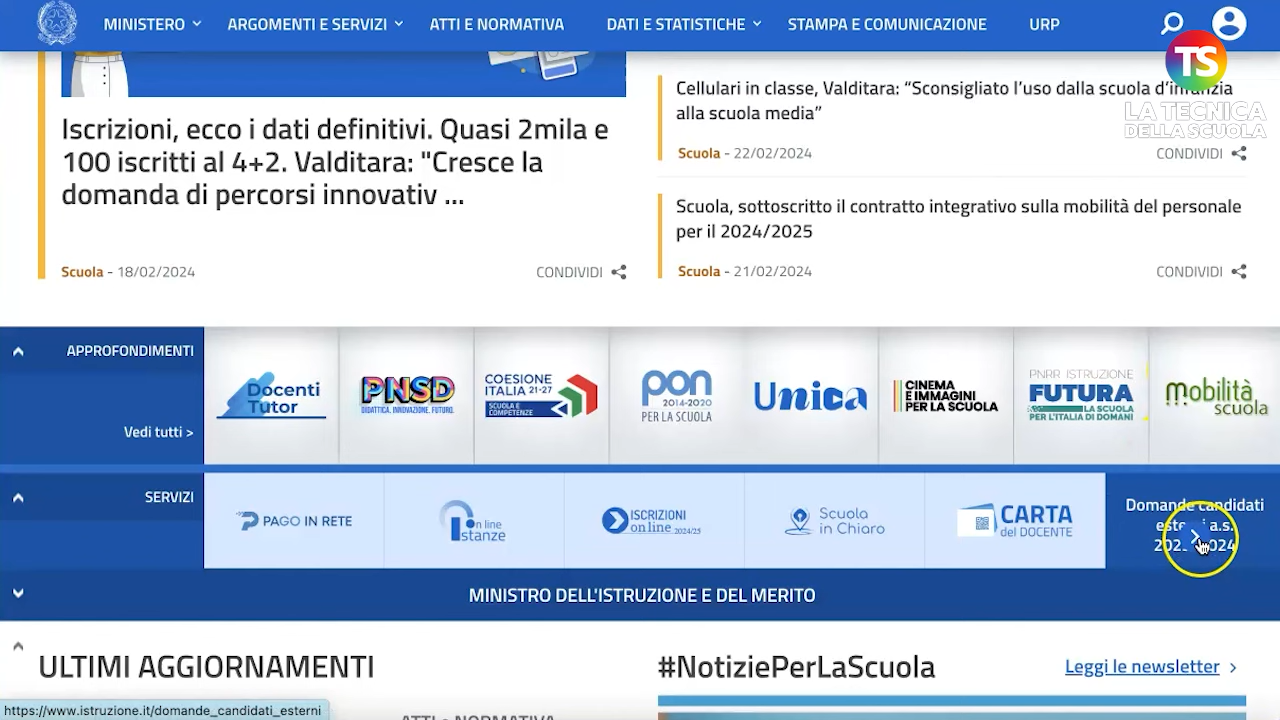 MINISTERO
ARGOMENTI E SERVIZI
ATTI E NORMATIVA
DATI E STATISTICHE
STAMPA E COMUNICAZIONE
URP
TS
LA TECNICA
DELLA SCUOLA
Iscrizioni, ecco i dati definitivi. Quasi 2mila e
100 iscritti al 4+2. Valditara: "Cresce la
domanda di percorsi innovativ ...
Scuola - 18/02/2024
CONDIVIDI
Cellulari in classe, Valditara: “Sconsigliato l’uso dalla scuola d’infanzia
alla scuola media”
Scuola - 22/02/2024
CONDIVIDI
Scuola, sottoscritto il contratto integrativo sulla mobilità del personale
per il 2024/2025
Scuola - 21/02/2024
CONDIVIDI
APPROFONDIMENTI
Vedi tutti >
Docenti
Tutor
PNSD
DIDATTICA. INNOVAZIONE. FUTURO.
COESIONE
ITALIA 21-27
SCUOLA E
COMPETENZE
pon
2014-2020
PER LA SCUOLA
Unica
CINEMA
E IMMAGINI
PER LA SCUOLA
PNRR ISTRUZIONE
FUTURA
LA SCUOLA
PER L'ITALIA DI DOMANI
mobilità
scuola
SERVIZI
PAGO IN RETE
on line
Istanze
ISCRIZIONI
online 2024/25
Scuola
in Chiaro
CARTA
del DOCENTE
Domande candidati
a.s.
MINISTRO DELL'ISTRUZIONE E DEL MERITO
ULTIMI AGGIORNAMENTI
#NotiziePerLaScuola
Leggi le newsletter >
https://www.istruzione.it/domande_candidati_esterni
ATTI e NORMATIVA